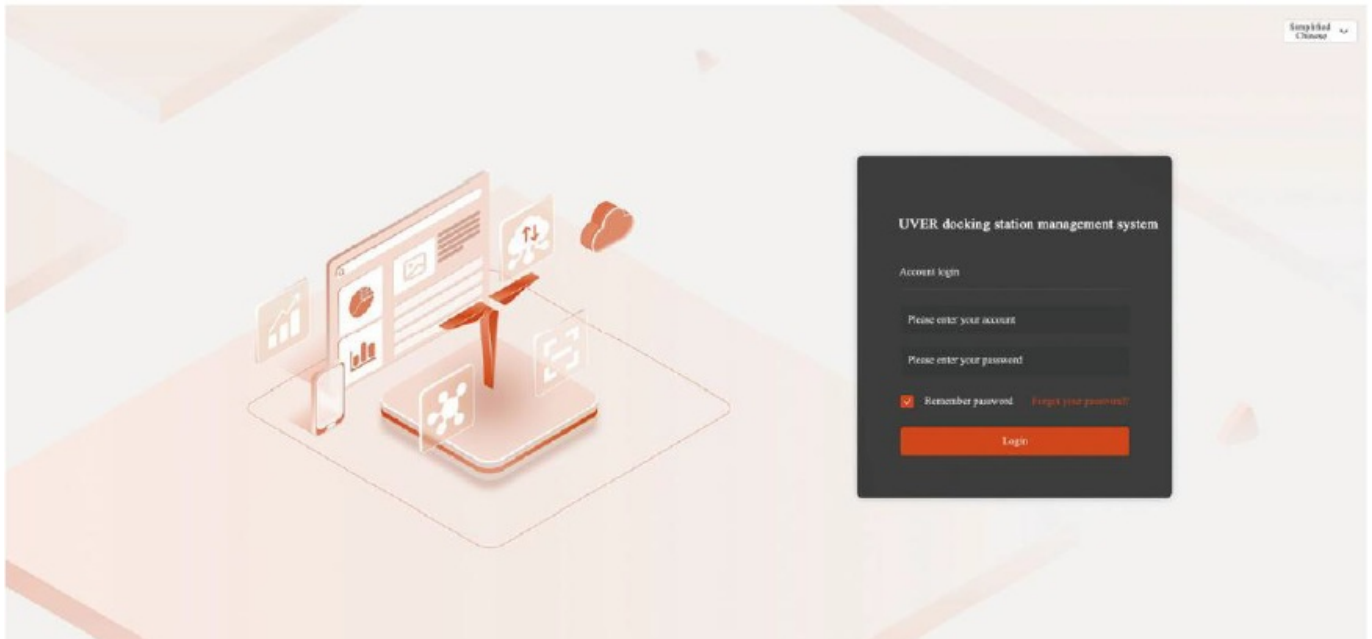 Simplified
Chinese
UVER docking station management system
Account login
Please enter your account
Please enter your password
Remember password Forgot your password?
Login